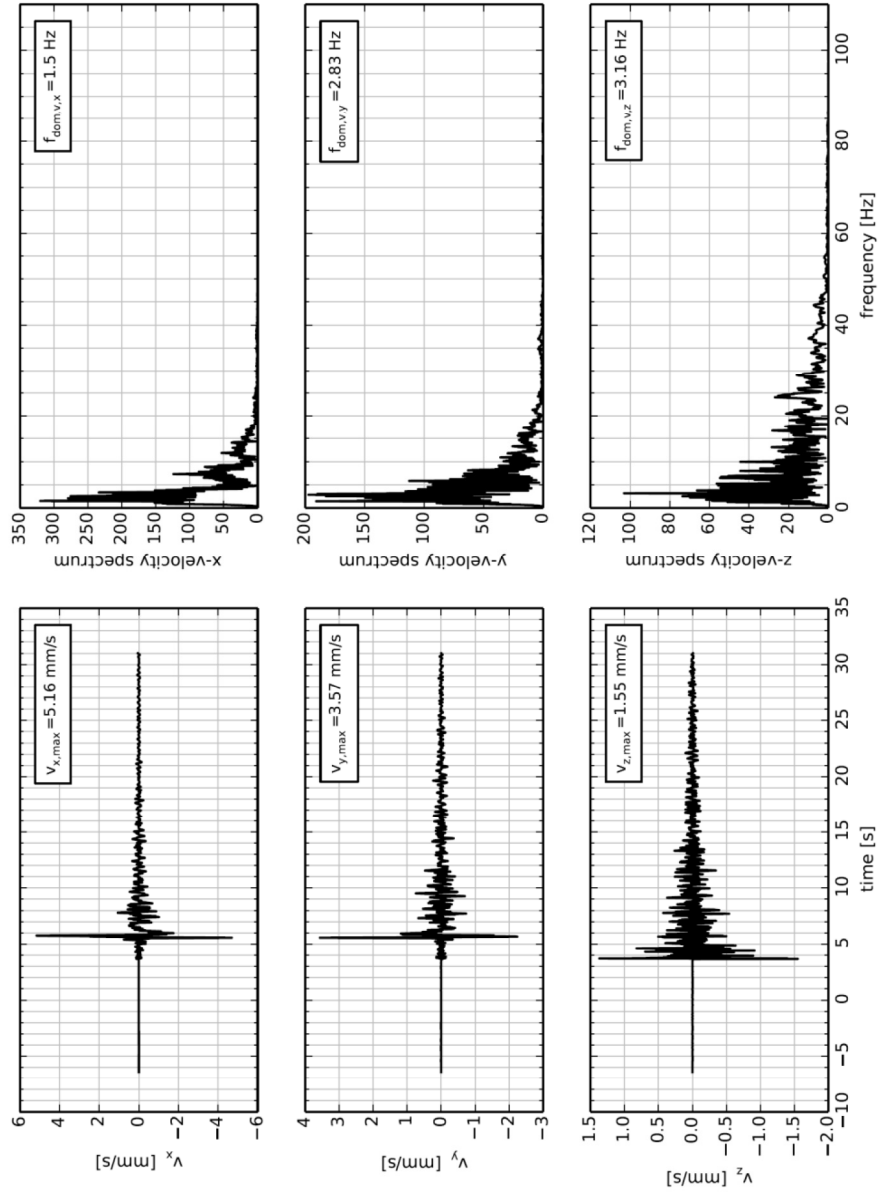 v_x,max =5.16 mm/s
6
4
2
0
−2
−4
−6
v_x [mm/s]
f_dom,v,x =1.5 Hz
350
300
250
200
150
100
50
0
x-velocity spectrum
v_y,max =3.57 mm/s
4
3
2
1
0
−1
−2
−3
v_y [mm/s]
f_dom,v,y =2.83 Hz
200
150
100
50
0
y-velocity spectrum
v_z,max =1.55 mm/s
1.5
1.0
0.5
0.0
−0.5
−1.0
−1.5
−2.0
v_z [mm/s]
−10 −5 0 5 10 15 20 25 30 35
time [s]
f_dom,v,z =3.16 Hz
120
100
80
60
40
20
0
z-velocity spectrum
0 20 40 60 80 100
frequency [Hz]